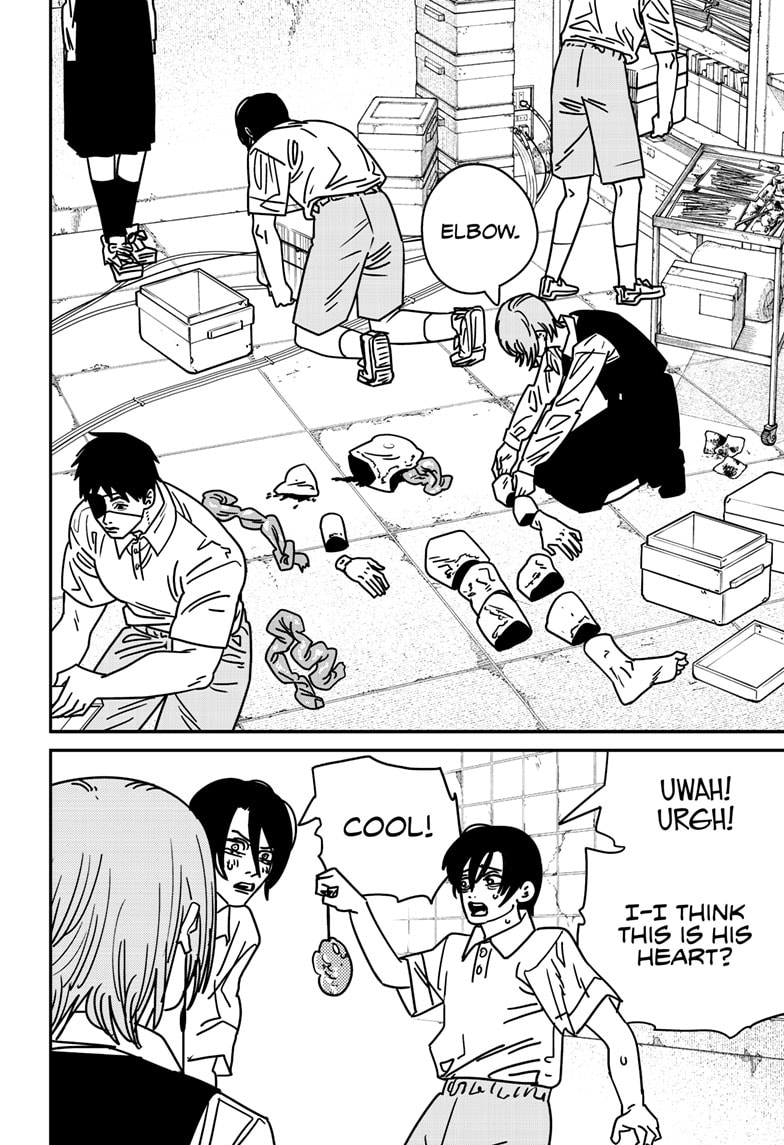 ELBOW.
COOL!
UWAH!
URGH!
I-I THINK
THIS IS HIS
HEART?